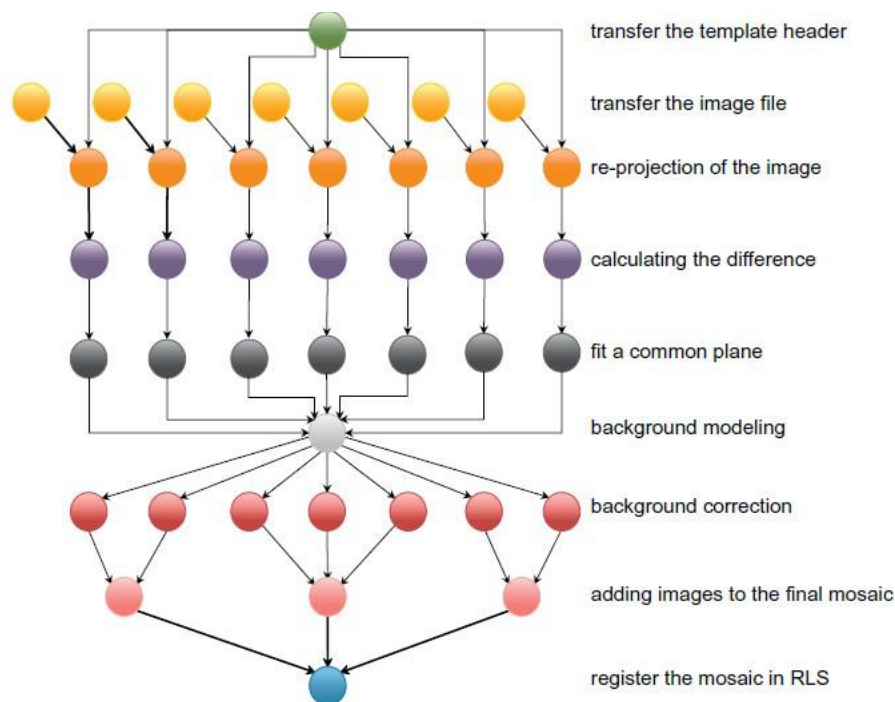 transfer the template header
transfer the image file
re-projection of the image
calculating the difference
fit a common plane
background modeling
background correction
adding images to the final mosaic
register the mosaic in RLS